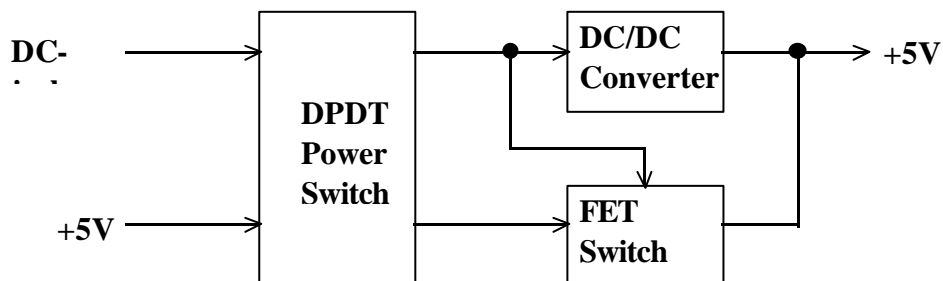 DC-
DC/DC
Converter
+5V
DPDT
Power
Switch
+5V
FET
Switch